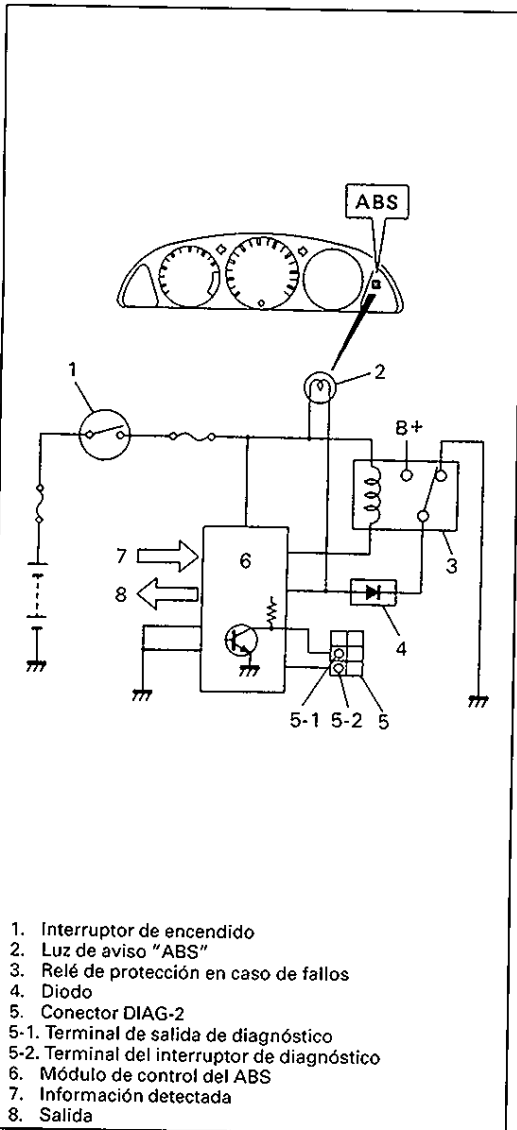 ABS
1
2
8+
7
6
8
3
4
5-1 5-2 5
1. Interruptor de encendido
2. Luz de aviso "ABS"
3. Relé de protección en caso de fallos
4. Diodo
5. Conector DIAG-2
5-1. Terminal de salida de diagnóstico
5-2. Terminal del interruptor de diagnóstico
6. Módulo de control del ABS
7. Información detectada
8. Salida